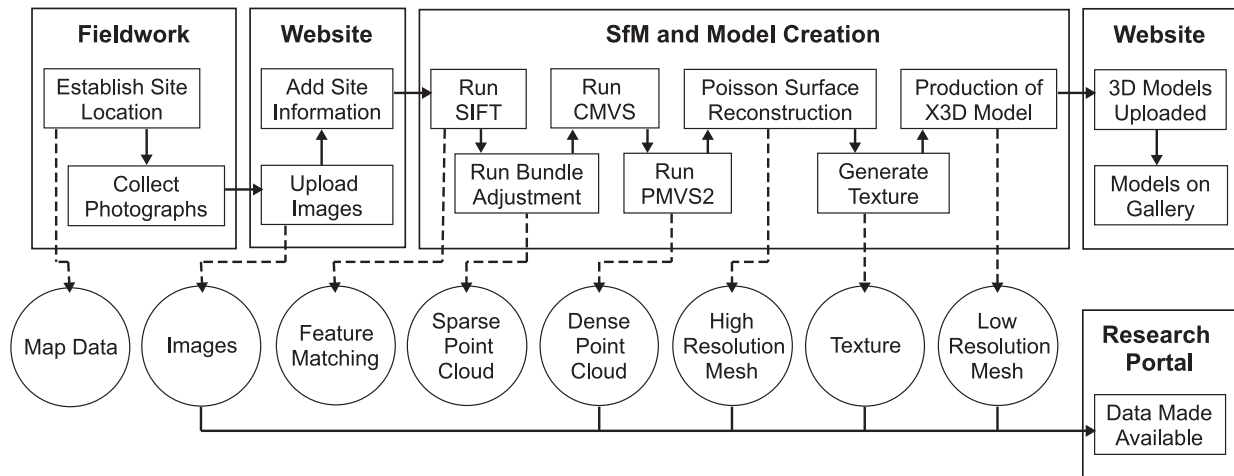 Fieldwork
Establish Site
Location
Collect
Photographs
Website
Add Site
Information
Upload
Images
SfM and Model Creation
Run
SIFT
Run Bundle
Adjustment
Run
CMVS
Run
PMVS2
Poisson Surface
Reconstruction
Generate
Texture
Production of
X3D Model
Website
3D Models
Uploaded
Models on
Gallery
Map Data
Images
Feature
Matching
Sparse
Point
Cloud
Dense
Point
Cloud
High
Resolution
Mesh
Texture
Low
Resolution
Mesh
Research
Portal
Data Made
Available